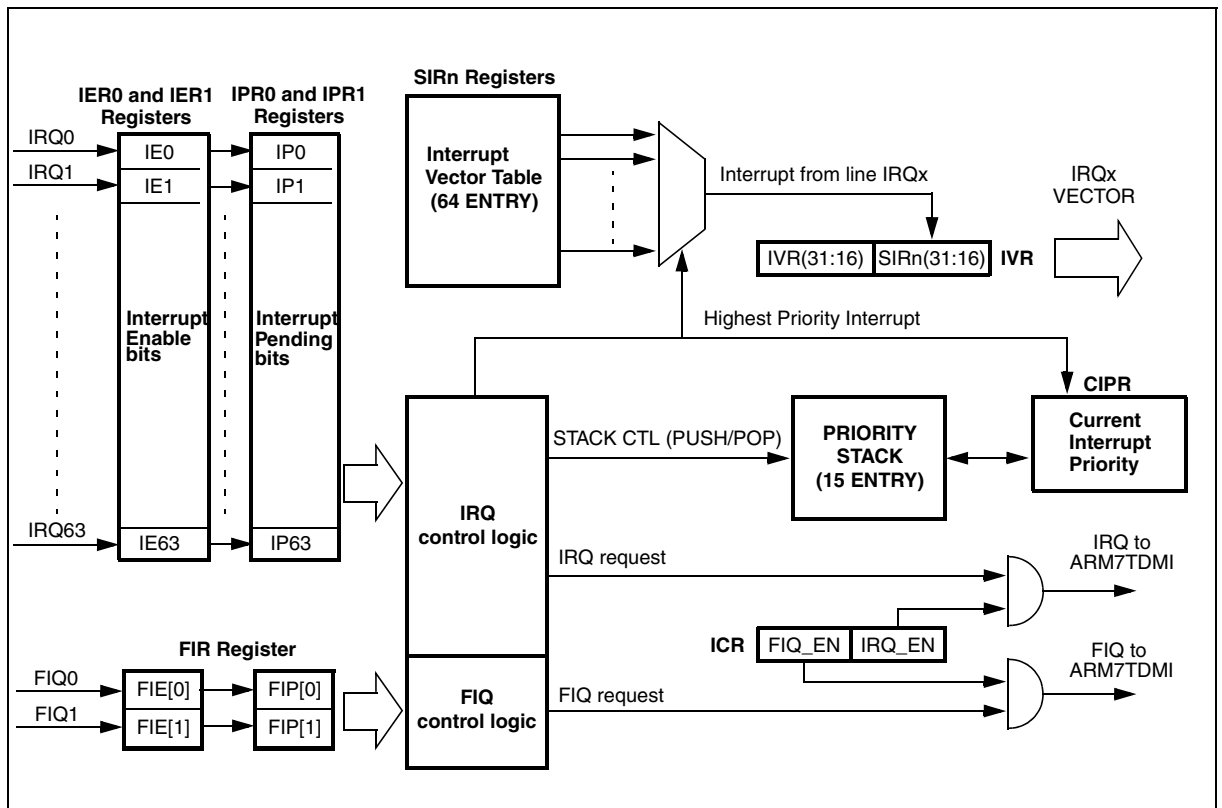 SIRn Registers
IER0 and IER1
Registers
IPR0 and IPR1
Registers
IRQ0
IE0
IP0
IRQ1
IE1
IP1
Interrupt
Vector Table
(64 ENTRY)
Interrupt from line IRQx
IRQx
VECTOR
IVR(31:16)
SIRn(31:16)
IVR
Interrupt
Enable
bits
Interrupt
Pending
bits
Highest Priority Interrupt
CIPR
STACK CTL (PUSH/POP)
PRIORITY
STACK
(15 ENTRY)
Current
Interrupt
Priority
IRQ
control logic
IRQ63
IE63
IP63
IRQ request
IRQ to
ARM7TDMI
ICR
FIQ_EN
IRQ_EN
FIR Register
FIQ0
FIE[0]
FIP[0]
FIQ1
FIE[1]
FIP[1]
FIQ
control logic
FIQ request
FIQ to
ARM7TDMI